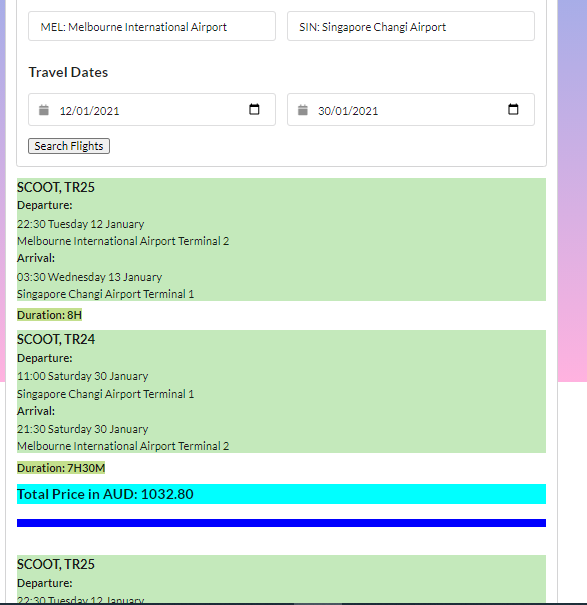 MEL: Melbourne International Airport
SIN: Singapore Changi Airport
Travel Dates
12/01/2021
30/01/2021
Search Flights
SCOOT, TR25
Departure:
22:30 Tuesday 12 January
Melbourne International Airport Terminal 2
Arrival:
03:30 Wednesday 13 January
Singapore Changi Airport Terminal 1
Duration: 8H
SCOOT, TR24
Departure:
11:00 Saturday 30 January
Singapore Changi Airport Terminal 1
Arrival:
21:30 Saturday 30 January
Melbourne International Airport Terminal 2
Duration: 7H30M
Total Price in AUD: 1032.80
SCOOT, TR25
Departure:
22:30 Tuesday 12 January